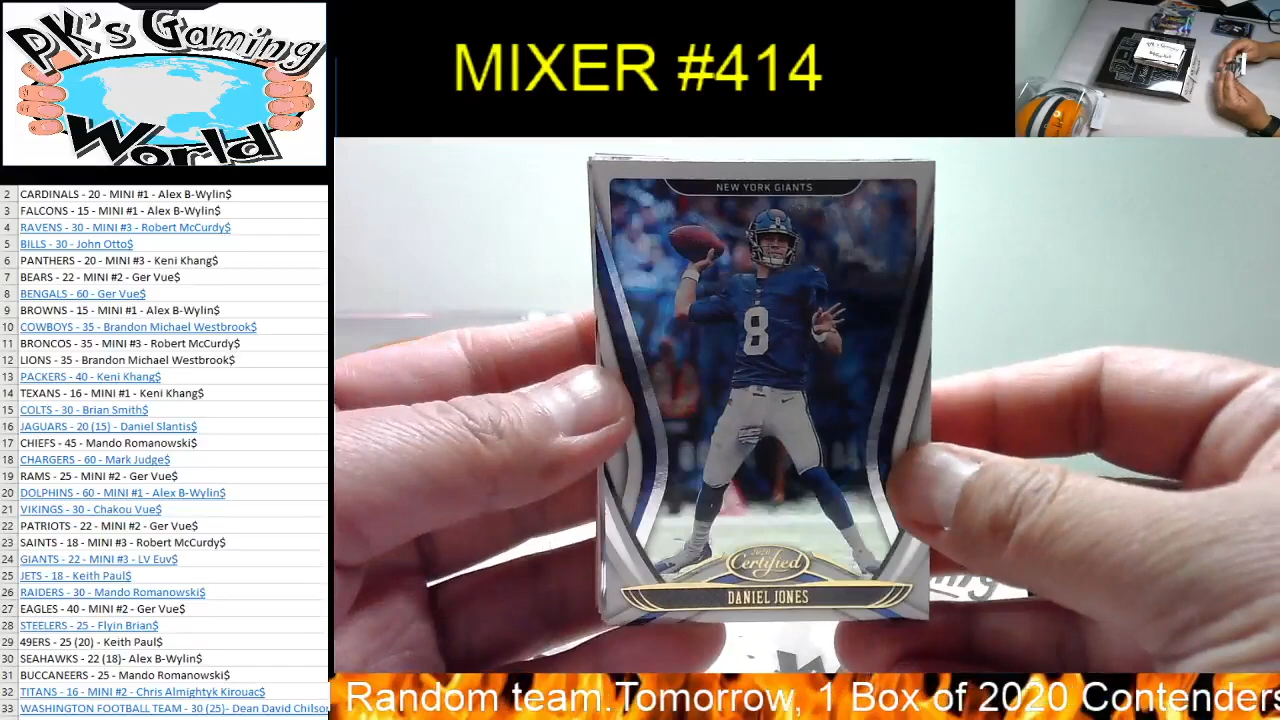 PK's Gaming
World
MIXER #414
2 CARDINALS - 20 - MINI #1 - Alex B-Wylin$
3 FALCONS - 15 - MINI #1 - Alex B-Wylin$
4 RAVENS - 30 - MINI #3 - Robert McCurdy$
5 BILLS - 30 - John Otto$
6 PANTHERS - 20 - MINI #3 - Keni Khang$
7 BEARS - 22 - MINI #2 - Ger Vue$
8 BENGALS - 60 - Ger Vue$
9 BROWNS - 15 - MINI #1 - Alex B-Wylin$
10 COWBOYS - 35 - Brandon Michael Westbrook$
11 BRONCOS - 35 - MINI #3 - Robert McCurdy$
12 LIONS - 35 - Brandon Michael Westbrook$
13 PACKERS - 40 - Keni Khang$
14 TEXANS - 16 - MINI #1 - Keni Khang$
15 COLTS - 30 - Brian Smith$
16 JAGUARS - 20 (15) - Daniel Slantis$
17 CHIEFS - 45 - Mando Romanowski$
18 CHARGERS - 60 - Mark Judge$
19 RAMS - 25 - MINI #2 - Ger Vue$
20 DOLPHINS - 60 - MINI #1 - Alex B-Wylin$
21 VIKINGS - 30 - Chakou Vue$
22 PATRIOTS - 22 - MINI #2 - Ger Vue$
23 SAINTS - 18 - MINI #3 - Robert McCurdy$
24 GIANTS - 22 - MINI #3 - LV Euv$
25 JETS - 18 - Keith Paul$
26 RAIDERS - 30 - Mando Romanowski$
27 EAGLES - 40 - MINI #2 - Ger Vue$
28 STEELERS - 25 - Flyin Brian$
29 49ERS - 25 (20) - Keith Paul$
30 SEAHAWKS - 22 (18)- Alex B-Wylin$
31 BUCCANEERS - 25 - Mando Romanowski$
32 TITANS - 16 - MINI #2 - Chris Almightyk Kirouac$
33 WASHINGTON FOOTBALL TEAM - 30 (25)- Dean David Chilson
NEW YORK GIANTS
8
8
2020
Certified
DANIEL JONES
Random team.Tomorrow, 1 Box of 2020 Contenders